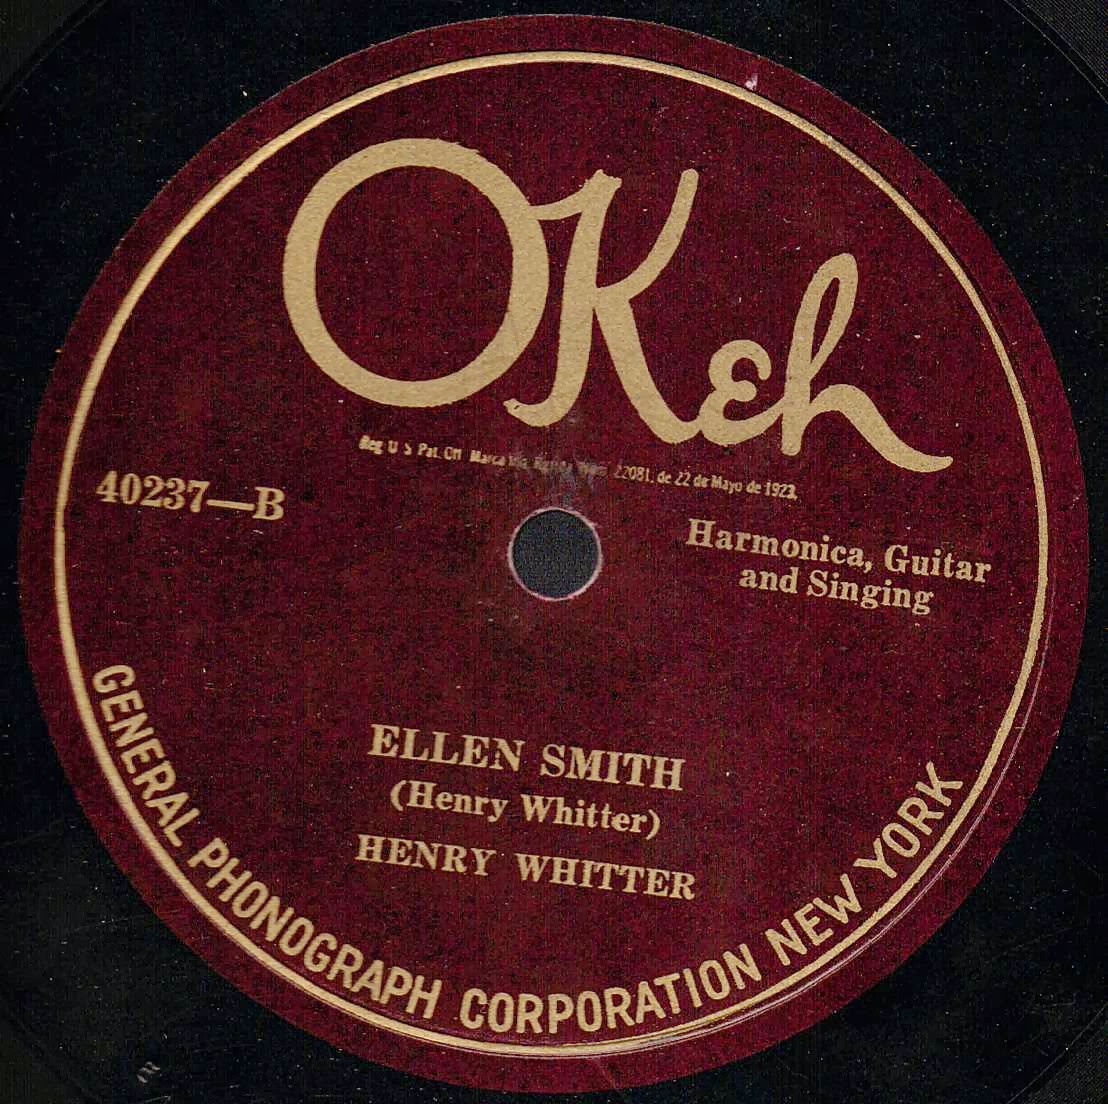 OKeh
Reg. U S Pat. Off Marca 22081. de 22 de Mayo de 1923.
40237—B
Harmonica, Guitar
and Singing
ELLEN SMITH
(Henry Whitter)
HENRY WHITTER
GENERAL PHONOGRAPH CORPORATION NEW YORK